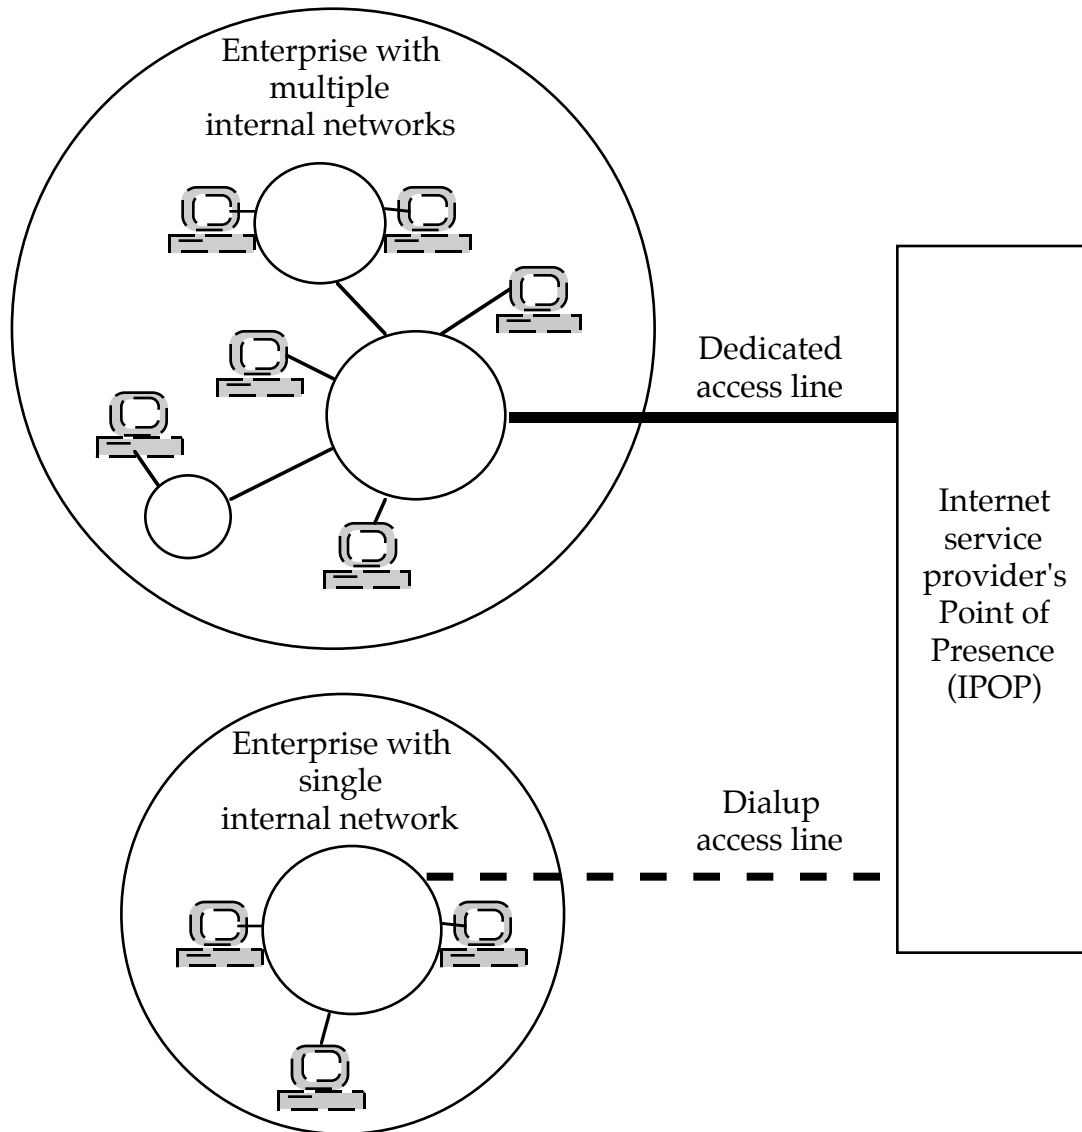 Enterprise with
multiple
internal networks
Dedicated
access line
Internet
service
provider's
Point of
Presence
(IPOP)
Enterprise with
single
internal network
Dialup
access line